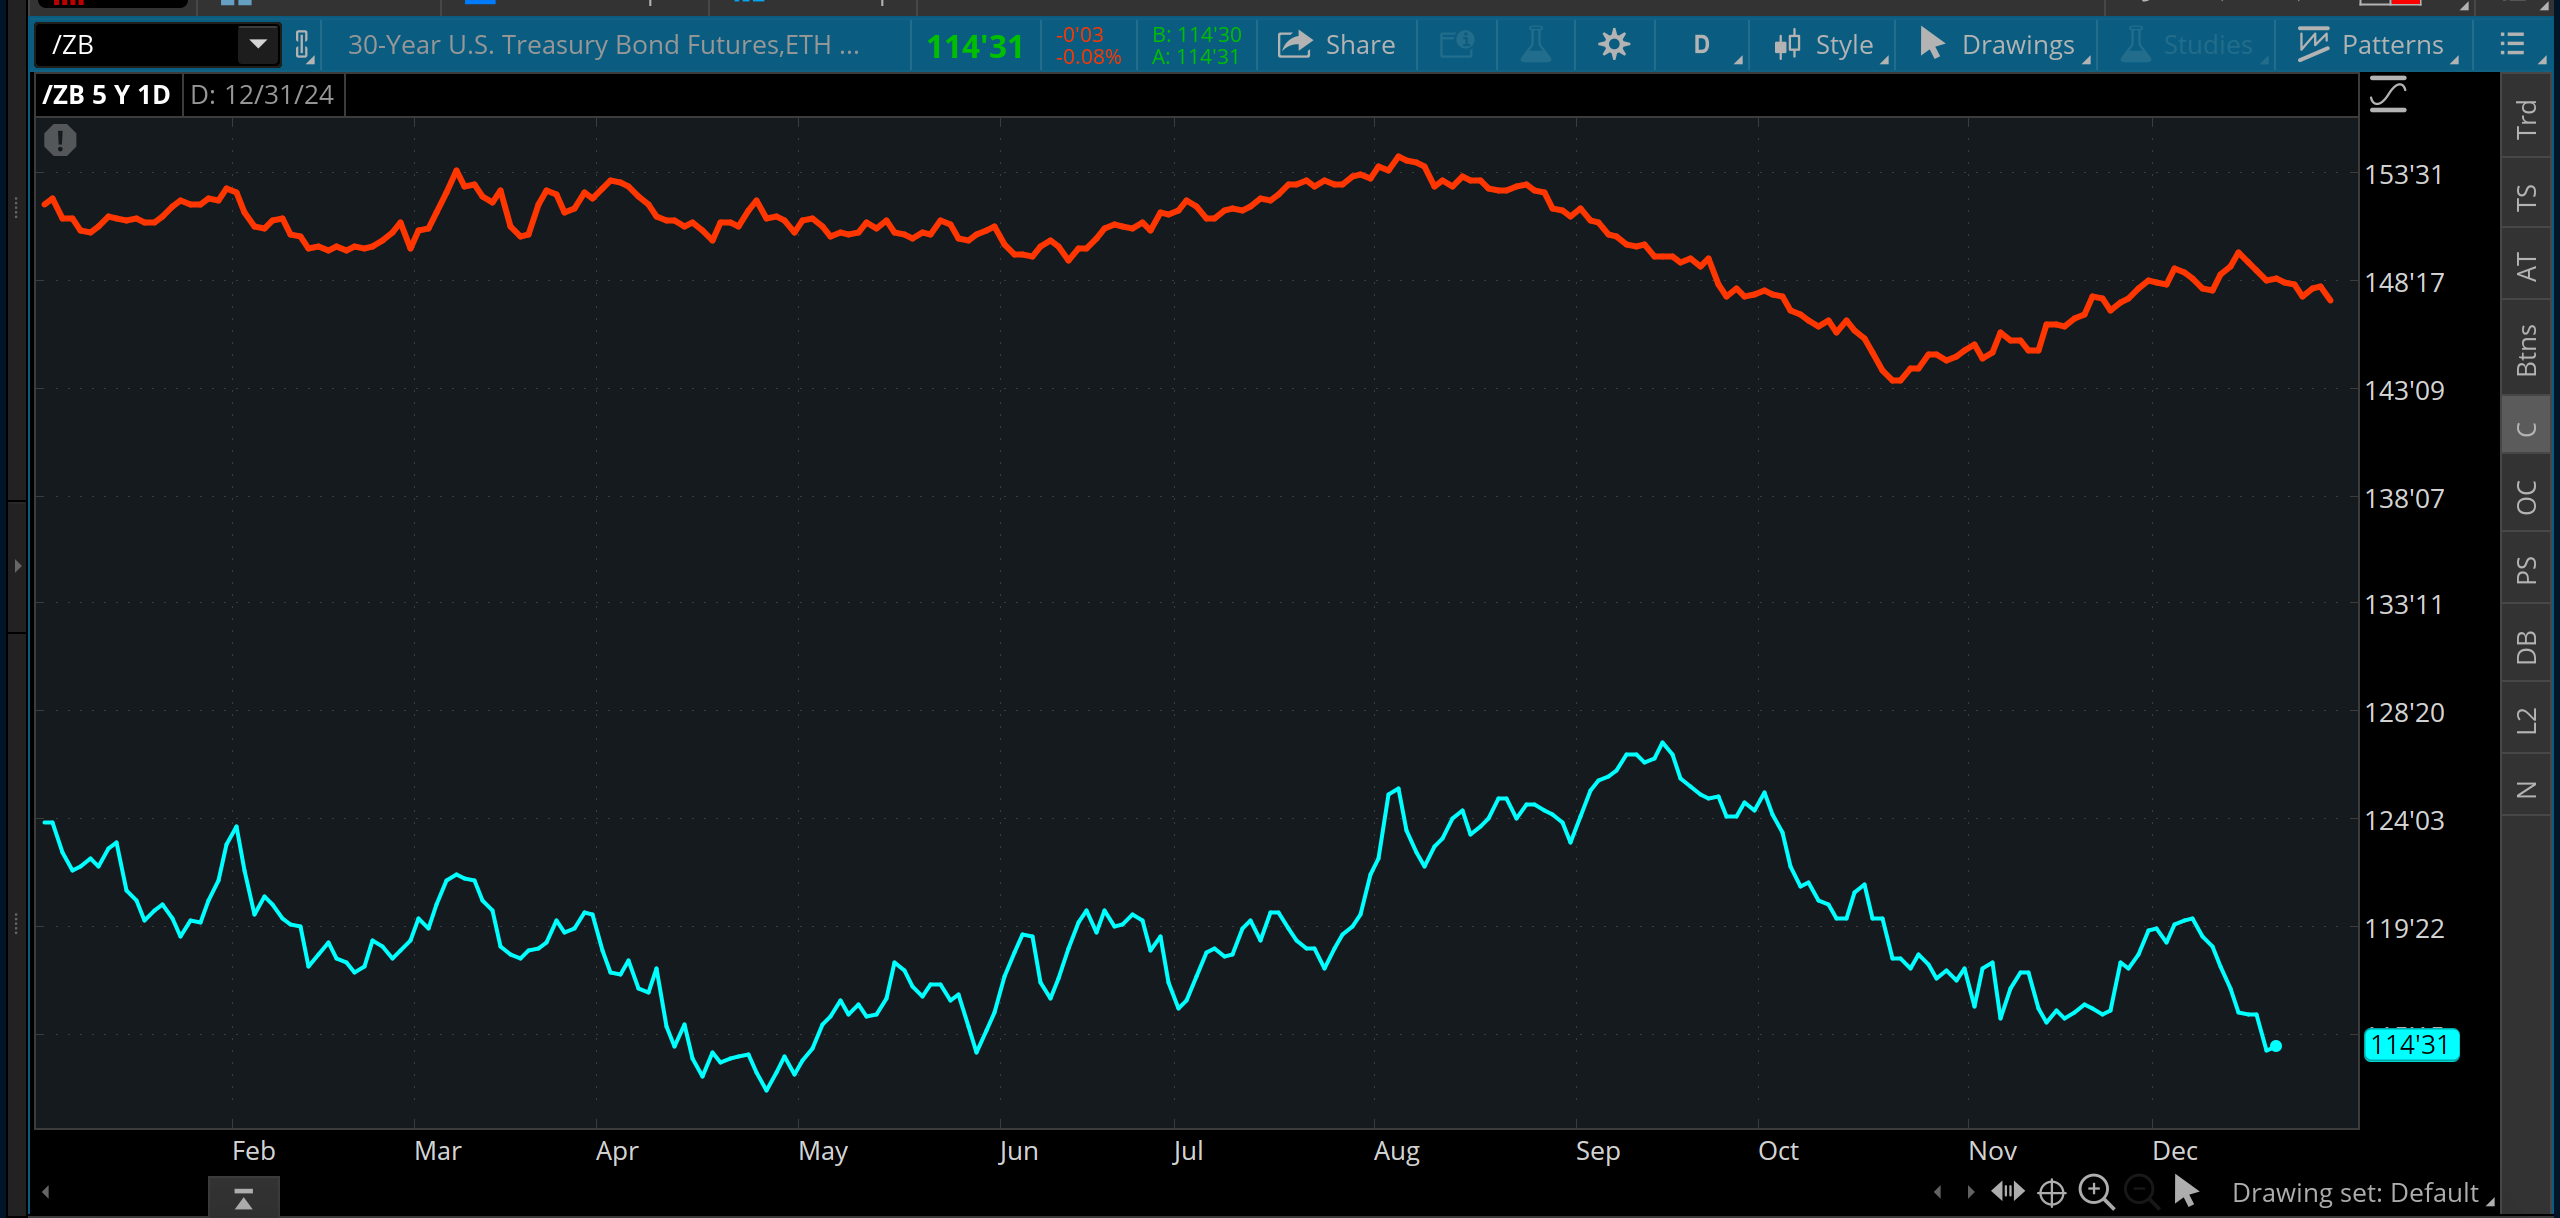 /ZB
30-Year U.S. Treasury Bond Futures,ETH ...
114'31
-0'03
-0.08%
B: 114'30
A: 114'31
Share
D
Style
Drawings
Studies
Patterns
/ZB 5 Y 1D
D: 12/31/24
153'31
148'17
143'09
138'07
133'11
128'20
124'03
119'22
114'31
Trd
TS
AT
Btns
C
OC
PS
DB
L2
N
Feb
Mar
Apr
May
Jun
Jul
Aug
Sep
Oct
Nov
Dec
Drawing set: Default